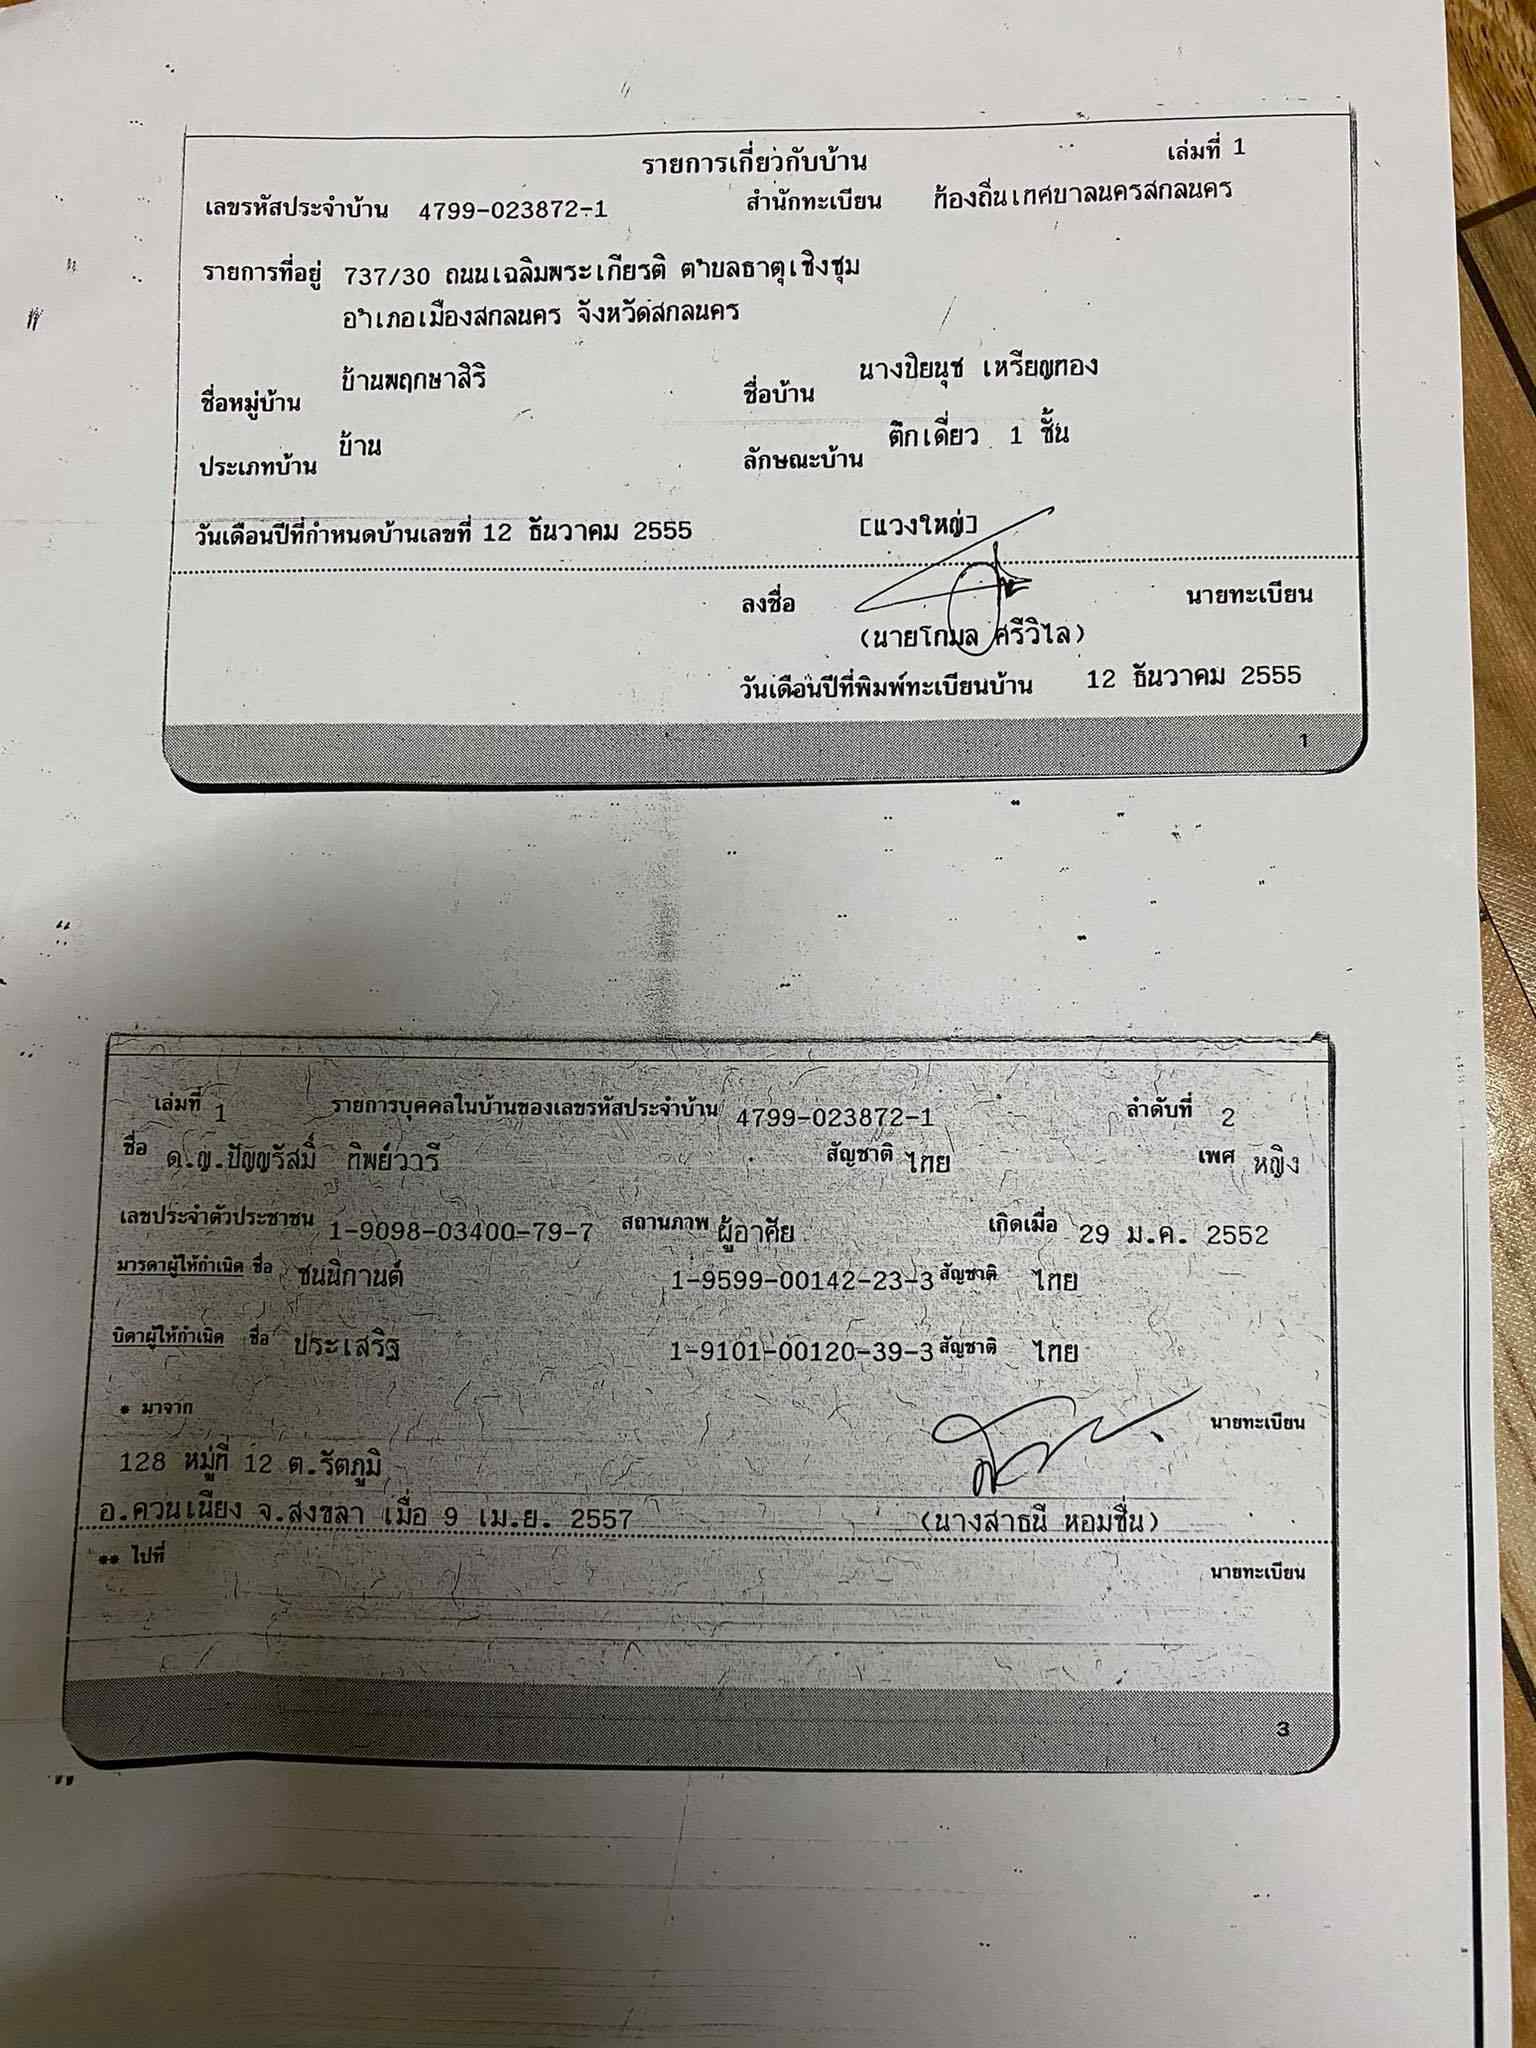 รายการเกี่ยวกับบ้าน เล่มที่ 1
เลขรหัสประจำบ้าน 4799-023872-1 สำนักทะเบียน ท้องถิ่นเทศบาลนครสกลนคร
รายการที่อยู่ 737/30 ถนนเฉลิมพระเกียรติ ตำบลธาตุเชิงชุม
อำเภอเมืองสกลนคร จังหวัดสกลนคร
ชื่อหมู่บ้าน บ้านพฤกษาสิริ ชื่อบ้าน นางปิยนุช เหรียญทอง
ประเภทบ้าน บ้าน ลักษณะบ้าน ตึกเดี่ยว 1 ชั้น
วันเดือนปีที่กำหนดบ้านเลขที่ 12 ธันวาคม 2555 [แวงใหญ่]
ลงชื่อ นายทะเบียน
(นายโกมล ศรีวิไล)
วันเดือนปีที่พิมพ์ทะเบียนบ้าน 12 ธันวาคม 2555
1
เล่มที่ 1 รายการบุคคลในบ้านของเลขรหัสประจำบ้าน 4799-023872-1 ลำดับที่ 2
ชื่อ ด.ญ.ปัญญรัสมิ์ ทิพย์วารี สัญชาติ ไทย เพศ หญิง
เลขประจำตัวประชาชน 1-9098-03400-79-7 สถานภาพ ผู้อาศัย เกิดเมื่อ 29 ม.ค. 2552
มารดาผู้ให้กำเนิด ชื่อ ชนนิกานต์ 1-9599-00142-23-3 สัญชาติ ไทย
บิดาผู้ให้กำเนิด ชื่อ ประเสริฐ 1-9101-00120-39-3 สัญชาติ ไทย
* มาจาก นายทะเบียน
128 หมู่ที่ 12 ต.รัตภูมิ
อ.ควนเนียง จ.สงขลา เมื่อ 9 เม.ย. 2557 (นางสาธนี หอมชื่น)
** ไปที่ นายทะเบียน
3